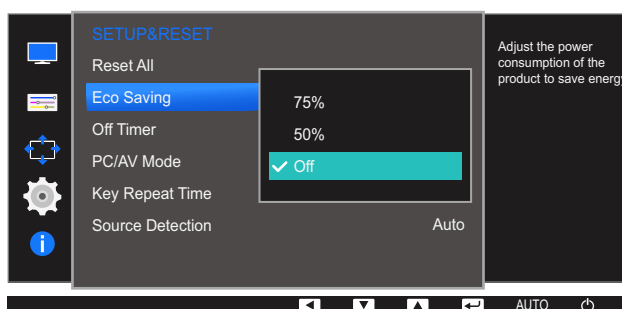 SETUP&RESET
Reset All
Eco Saving
Off Timer
PC/AV Mode
Key Repeat Time
Source Detection Auto
75%
50%
Off
Adjust the power
consumption of the
product to save energy
AUTO